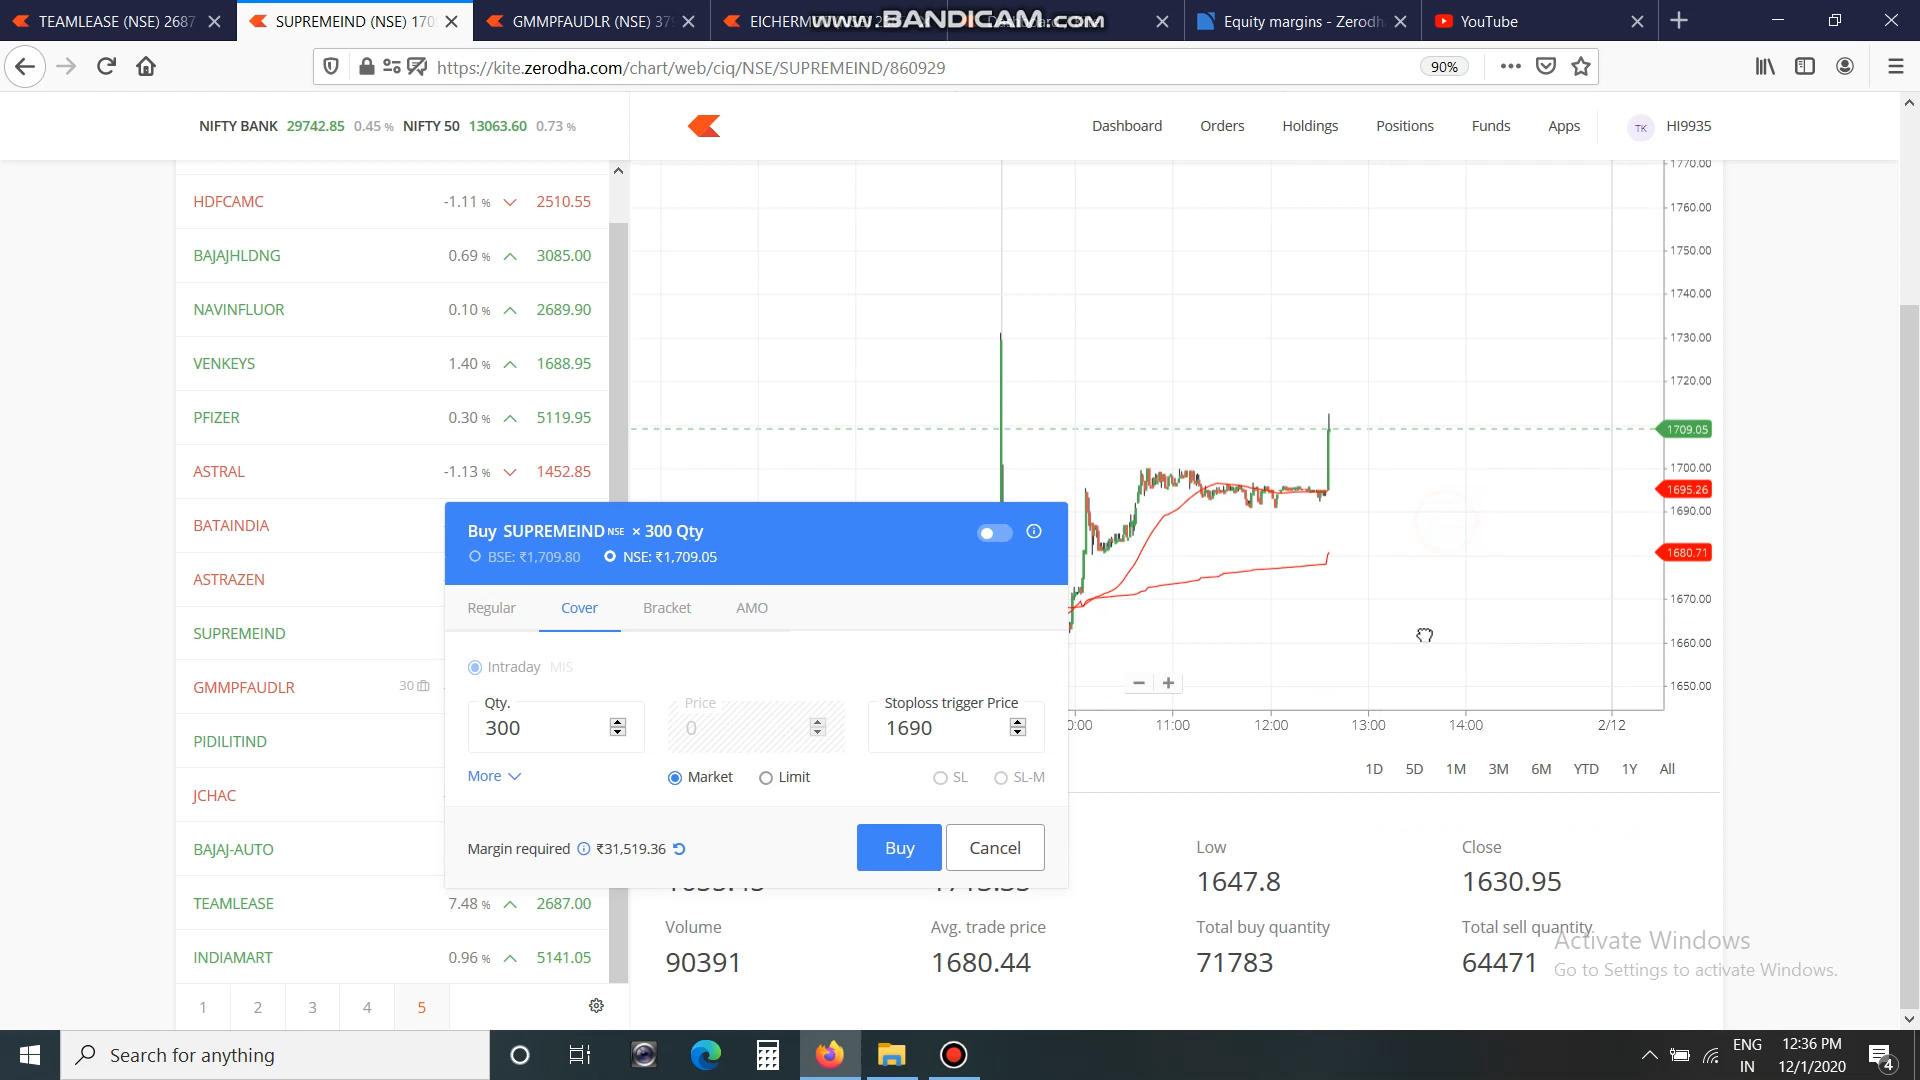 TEAMLEASE (NSE) 2687
SUPREMEIND (NSE) 170
GMMPFAUDLR (NSE) 37
EICHERM
www.BANDICAM.com
Equity margins - Zerodh
YouTube
https://kite.zerodha.com/chart/web/ciq/NSE/SUPREMEIND/860929
90%
NIFTY BANK 29742.85 0.45 % NIFTY 50 13063.60 0.73 %
Dashboard Orders Holdings Positions Funds Apps TK HI9935
HDFCAMC -1.11 % 2510.55
BAJAJHLDNG 0.69 % 3085.00
NAVINFLUOR 0.10 % 2689.90
VENKEYS 1.40 % 1688.95
PFIZER 0.30 % 5119.95
ASTRAL -1.13 % 1452.85
BATAINDIA
ASTRAZEN
SUPREMEIND
GMMPFAUDLR 30
PIDILITIND
JCHAC
BAJAJ-AUTO
TEAMLEASE 7.48 % 2687.00
INDIAMART 0.96 % 5141.05
1 2 3 4 5
1770.00
1760.00
1750.00
1740.00
1730.00
1720.00
1709.05
1700.00
1695.26
1690.00
1680.71
1670.00
1660.00
1650.00
0:00 11:00 12:00 13:00 14:00 2/12
1D 5D 1M 3M 6M YTD 1Y All
Buy SUPREMEIND NSE × 300 Qty
BSE: ₹1,709.80 NSE: ₹1,709.05
Regular Cover Bracket AMO
Intraday MIS
Qty. Price Stoploss trigger Price
300 0 1690
More Market Limit SL SL-M
Margin required ₹31,519.36 Buy Cancel
Low Close
1647.8 1630.95
Volume Avg. trade price Total buy quantity Total sell quantity
90391 1680.44 71783 64471
Activate Windows
Go to Settings to activate Windows.
Search for anything
ENG
IN
12:36 PM
12/1/2020
4